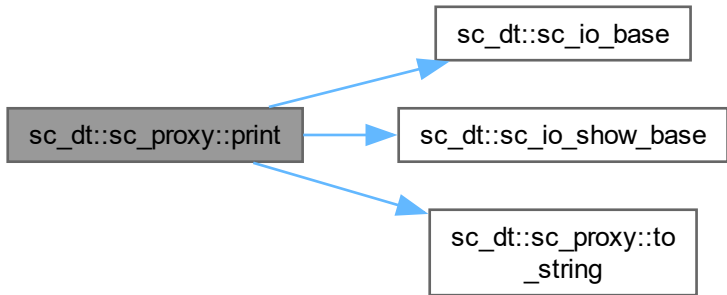 sc_dt::sc_io_base
sc_dt::sc_proxy::print
sc_dt::sc_io_show_base
sc_dt::sc_proxy::to
_string